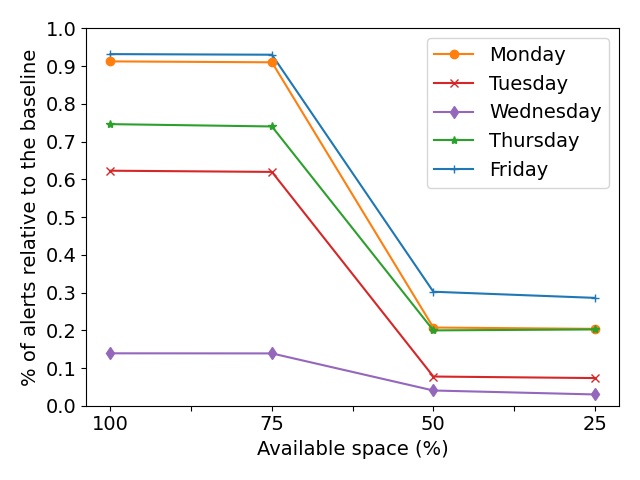 % of alerts relative to the baseline
1.0
0.9
0.8
0.7
0.6
0.5
0.4
0.3
0.2
0.1
0.0
Monday
Tuesday
Wednesday
Thursday
Friday
100 75 50 25
Available space (%)